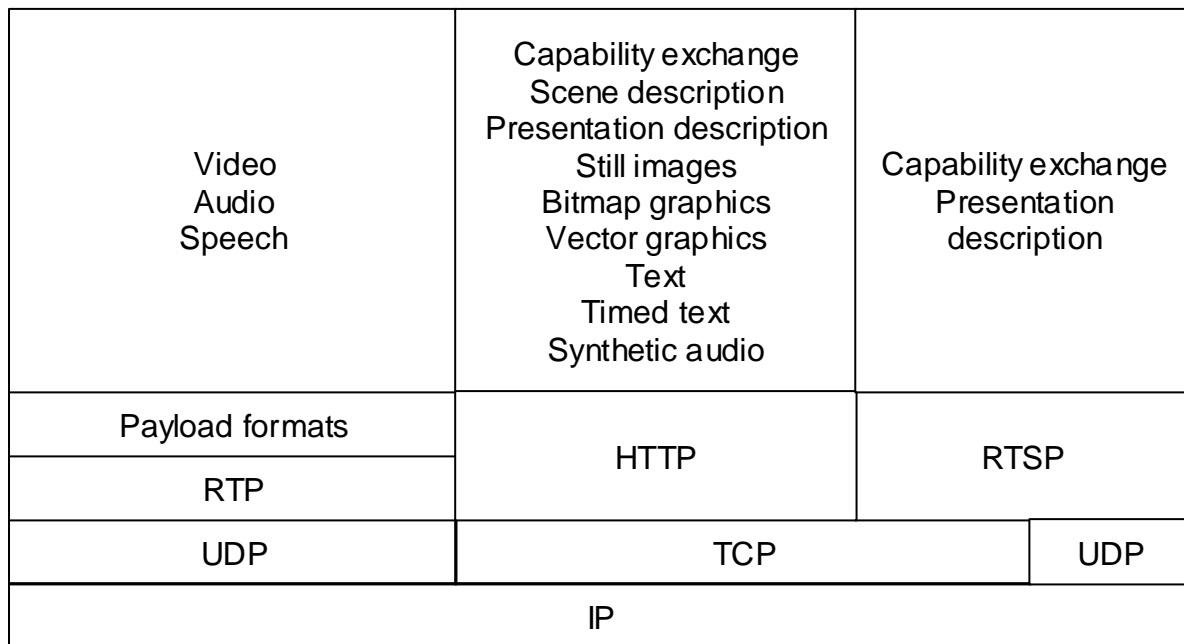 Video
Audio
Speech
Capability exchange
Scene description
Presentation description
Still images
Bitmap graphics
Vector graphics
Text
Timed text
Synthetic audio
Capability exchange
Presentation
description
Payload formats
RTP
HTTP
RTSP
UDP
TCP
UDP
IP